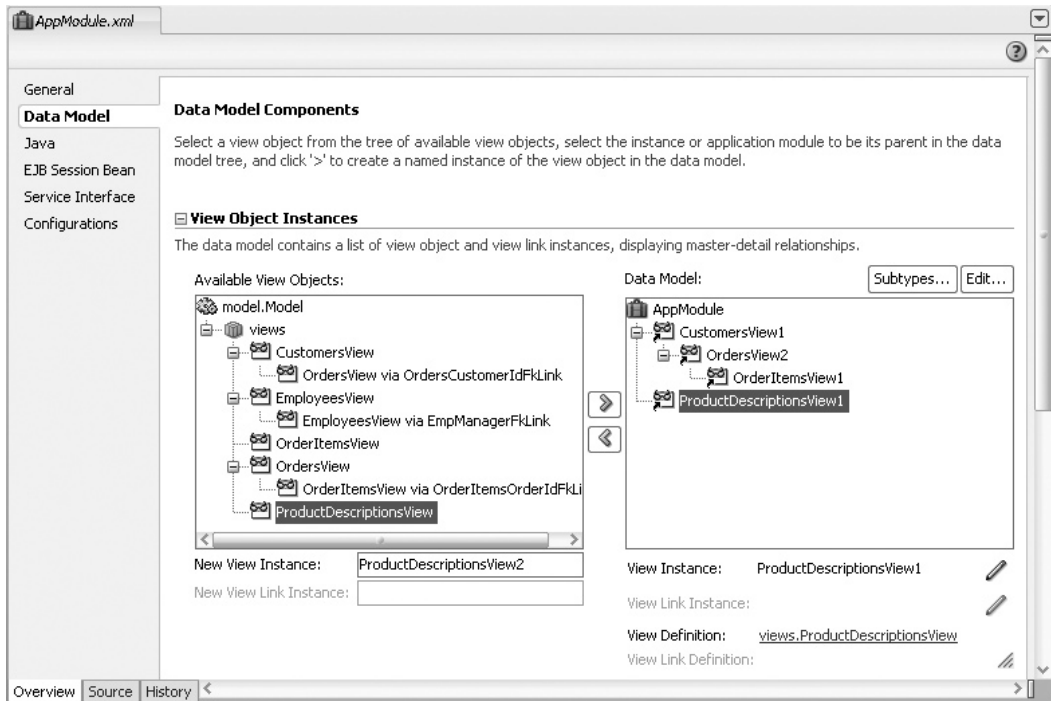 AppModule.xml
General
Data Model
Java
EJB Session Bean
Service Interface
Configurations
Data Model Components
Select a view object from the tree of available view objects, select the instance or application module to be its parent in the data
model tree, and click '>' to create a named instance of the view object in the data model.
View Object Instances
The data model contains a list of view object and view link instances, displaying master-detail relationships.
Available View Objects:
model.Model
views
CustomersView
OrdersView via OrdersCustomerIdFkLink
EmployeesView
EmployeesView via EmpManagerFkLink
OrderItemsView
OrdersView
OrderItemsView via OrderItemsOrderIdFkLi
ProductDescriptionsView
New View Instance: ProductDescriptionsView2
New View Link Instance:
Data Model: Subtypes... Edit...
AppModule
CustomersView1
OrdersView2
OrderItemsView1
ProductDescriptionsView1
View Instance: ProductDescriptionsView1
View Link Instance:
View Definition: views.ProductDescriptionsView
View Link Definition:
Overview Source History